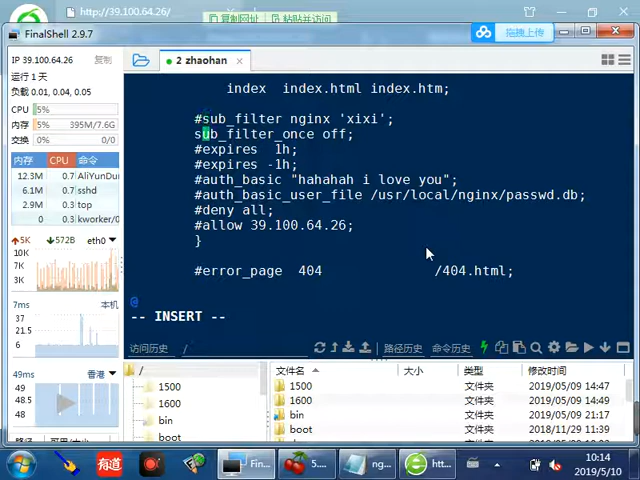 http://39.100.64.26/
复制网址
粘贴并访问
FinalShell 2.9.7
拖拽上传
IP 39.100.64.26
复制
2 zhaohan
运行 1 天
负载 0.01, 0.04, 0.05
CPU
5%
内存
5%
395M/7.6G
交换
0%
0/0
内存
CPU
命令
12.3M
0.7
AliYunDun
6.1M
0.7
sshd
2.9M
0.3
top
0
0.3
kworker/0
5K
572B
eth0
10K
7K
3K
7ms
本机
37
21.5
6
49ms
香港
49
48.5
48
index index.html index.htm;
#sub_filter nginx 'xixi';
sub_filter_once off;
#expires 1h;
#expires -1h;
#auth_basic "hahahah i love you";
#auth_basic_user_file /usr/local/nginx/passwd.db;
#deny all;
#allow 39.100.64.26;
}
#error_page 404 /404.html;
@
-- INSERT --
访问历史
/
路径历史
命令历史
/
1500
1600
bin
boot
文件名
大小
类型
修改时间
1500
文件夹
2019/05/09 14:47
1600
文件夹
2019/05/09 14:46
bin
文件夹
2019/05/09 21:17
boot
文件夹
2018/11/29 11:39
有道
Fin...
5....
ng...
htt...
10:14
2019/5/10